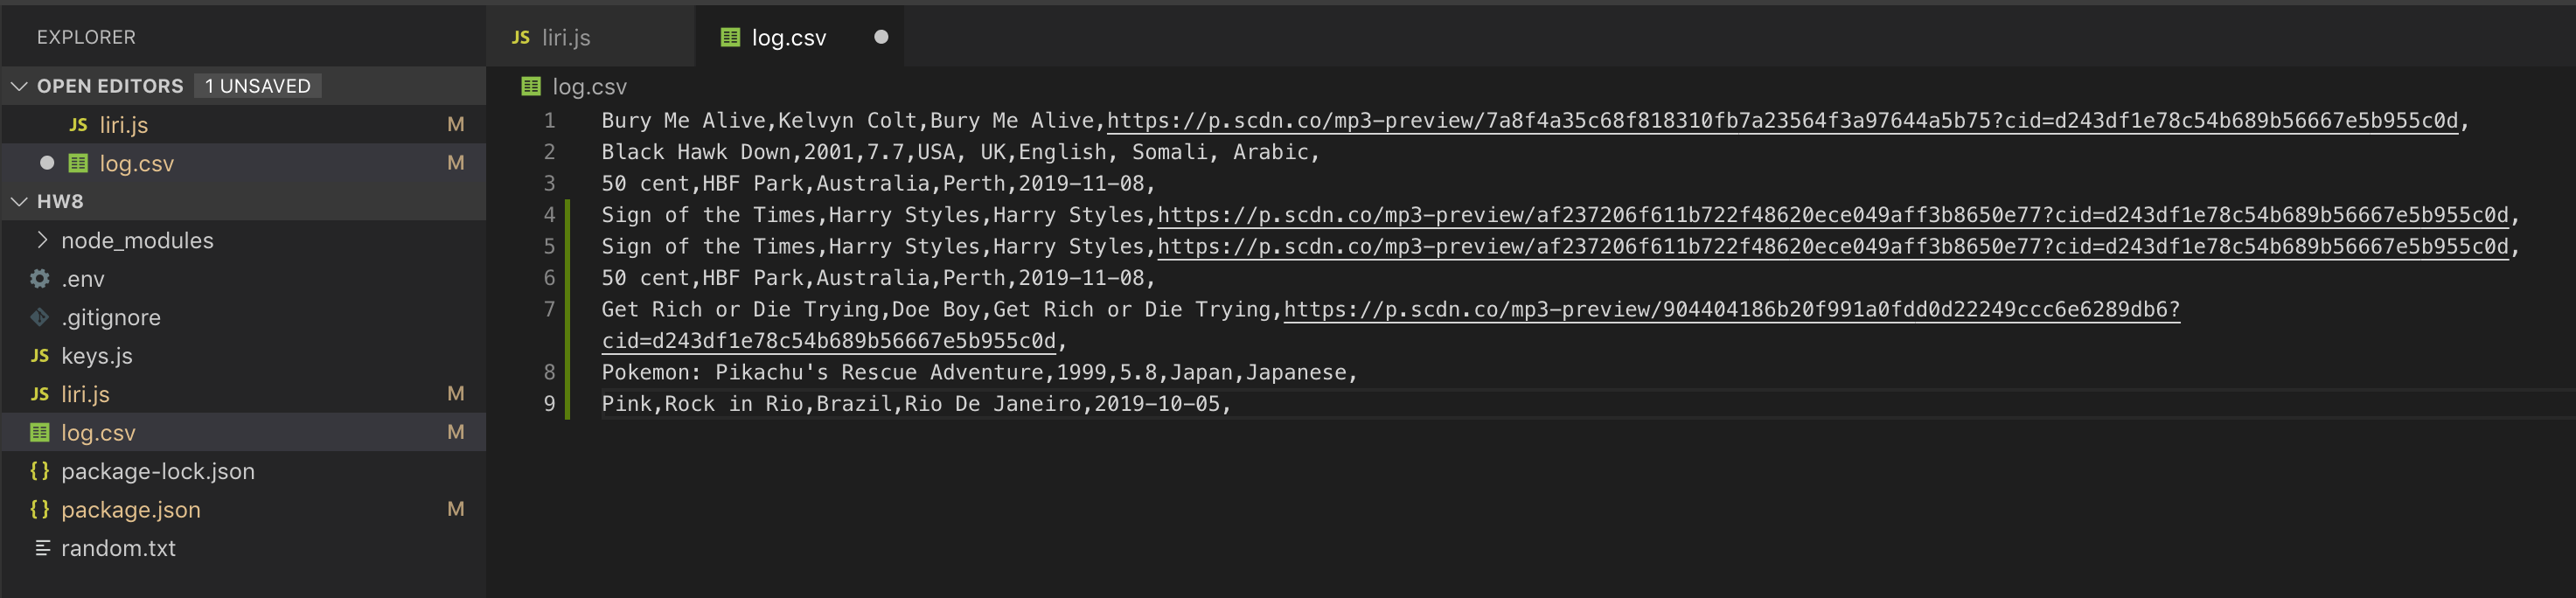 EXPLORER
OPEN EDITORS 1 UNSAVED
JS liri.js M
log.csv M
HW8
node_modules
.env
.gitignore
JS keys.js
JS liri.js M
log.csv M
{} package-lock.json
{} package.json M
random.txt
JS liri.js log.csv
log.csv
1 Bury Me Alive,Kelvyn Colt,Bury Me Alive,https://p.scdn.co/mp3-preview/7a8f4a35c68f818310fb7a23564f3a97644a5b75?cid=d243df1e78c54b689b56667e5b955c0d,
2 Black Hawk Down,2001,7.7,USA, UK,English, Somali, Arabic,
3 50 cent,HBF Park,Australia,Perth,2019-11-08,
4 Sign of the Times,Harry Styles,Harry Styles,https://p.scdn.co/mp3-preview/af237206f611b722f48620ece049aff3b8650e77?cid=d243df1e78c54b689b56667e5b955c0d,
5 Sign of the Times,Harry Styles,Harry Styles,https://p.scdn.co/mp3-preview/af237206f611b722f48620ece049aff3b8650e77?cid=d243df1e78c54b689b56667e5b955c0d,
6 50 cent,HBF Park,Australia,Perth,2019-11-08,
7 Get Rich or Die Trying,Doe Boy,Get Rich or Die Trying,https://p.scdn.co/mp3-preview/904404186b20f991a0fdd0d22249ccc6e6289db6?
cid=d243df1e78c54b689b56667e5b955c0d,
8 Pokemon: Pikachu's Rescue Adventure,1999,5.8,Japan,Japanese,
9 Pink,Rock in Rio,Brazil,Rio De Janeiro,2019-10-05,